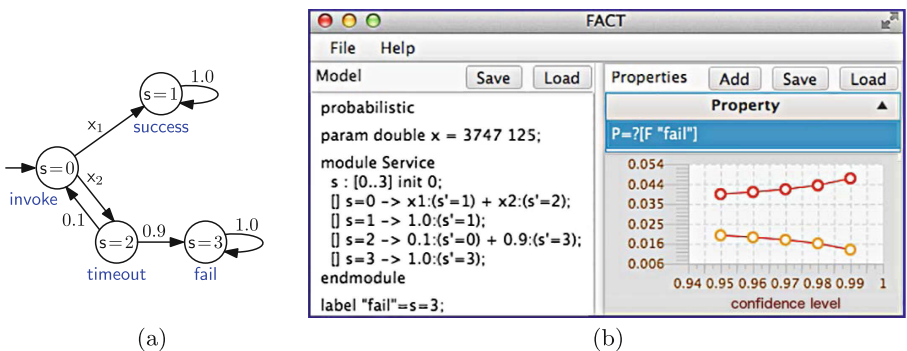 1.0
s=1
success
x1
s=0
invoke
x2
0.1
s=2
timeout
0.9
s=3
fail
1.0
(a)
FACT
File Help
Model Save Load
probabilistic
param double x = 3747 125;
module Service
s : [0..3] init 0;
[] s=0 -> x1:(s'=1) + x2:(s'=2);
[] s=1 -> 1.0:(s'=1);
[] s=2 -> 0.1:(s'=0) + 0.9:(s'=3);
[] s=3 -> 1.0:(s'=3);
endmodule
label "fail"=s=3;
Properties Add Save Load
Property
P=?[F "fail"]
0.054
0.044
0.035
0.025
0.016
0.006
0.94 0.95 0.96 0.97 0.98 0.99 1
confidence level
(b)